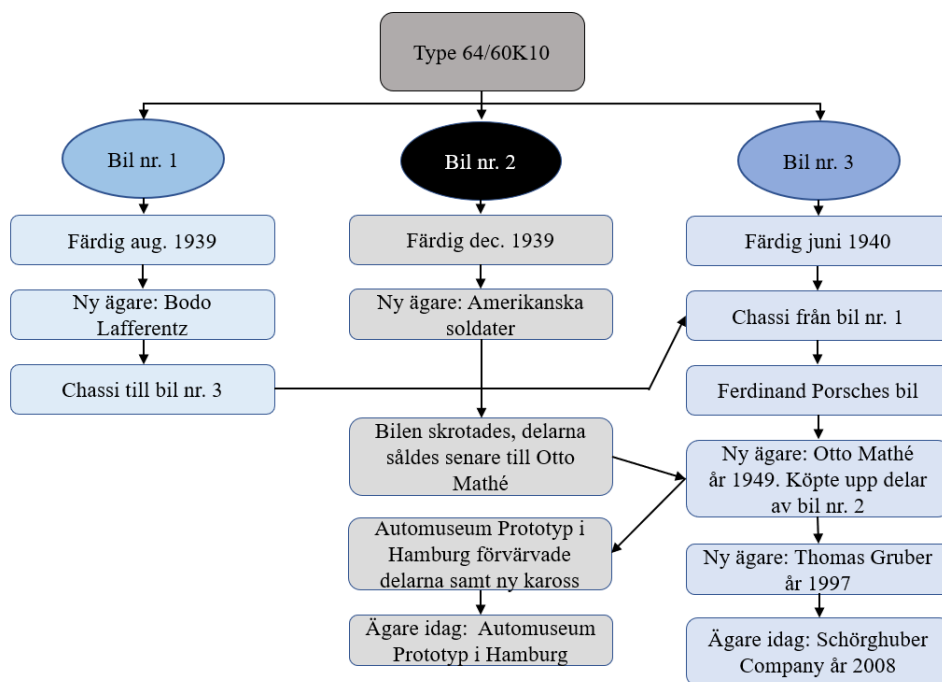 Type 64/60K10
Bil nr. 1
Färdig aug. 1939
Ny ägare: Bodo
Lafferentz
Chassi till bil nr. 3
Bil nr. 2
Färdig dec. 1939
Ny ägare: Amerikanska
soldater
Bilen skrotades, delarna
såldes senare till Otto
Mathé
Automuseum Prototyp i
Hamburg förvärvade
delarna samt ny kaross
Ägare idag: Automuseum
Prototyp i Hamburg
Bil nr. 3
Färdig juni 1940
Chassi från bil nr. 1
Ferdinand Porsches bil
Ny ägare: Otto Mathé
år 1949. Köpte upp delar
av bil nr. 2
Ny ägare: Thomas Gruber
år 1997
Ägare idag: Schörghuber
Company år 2008